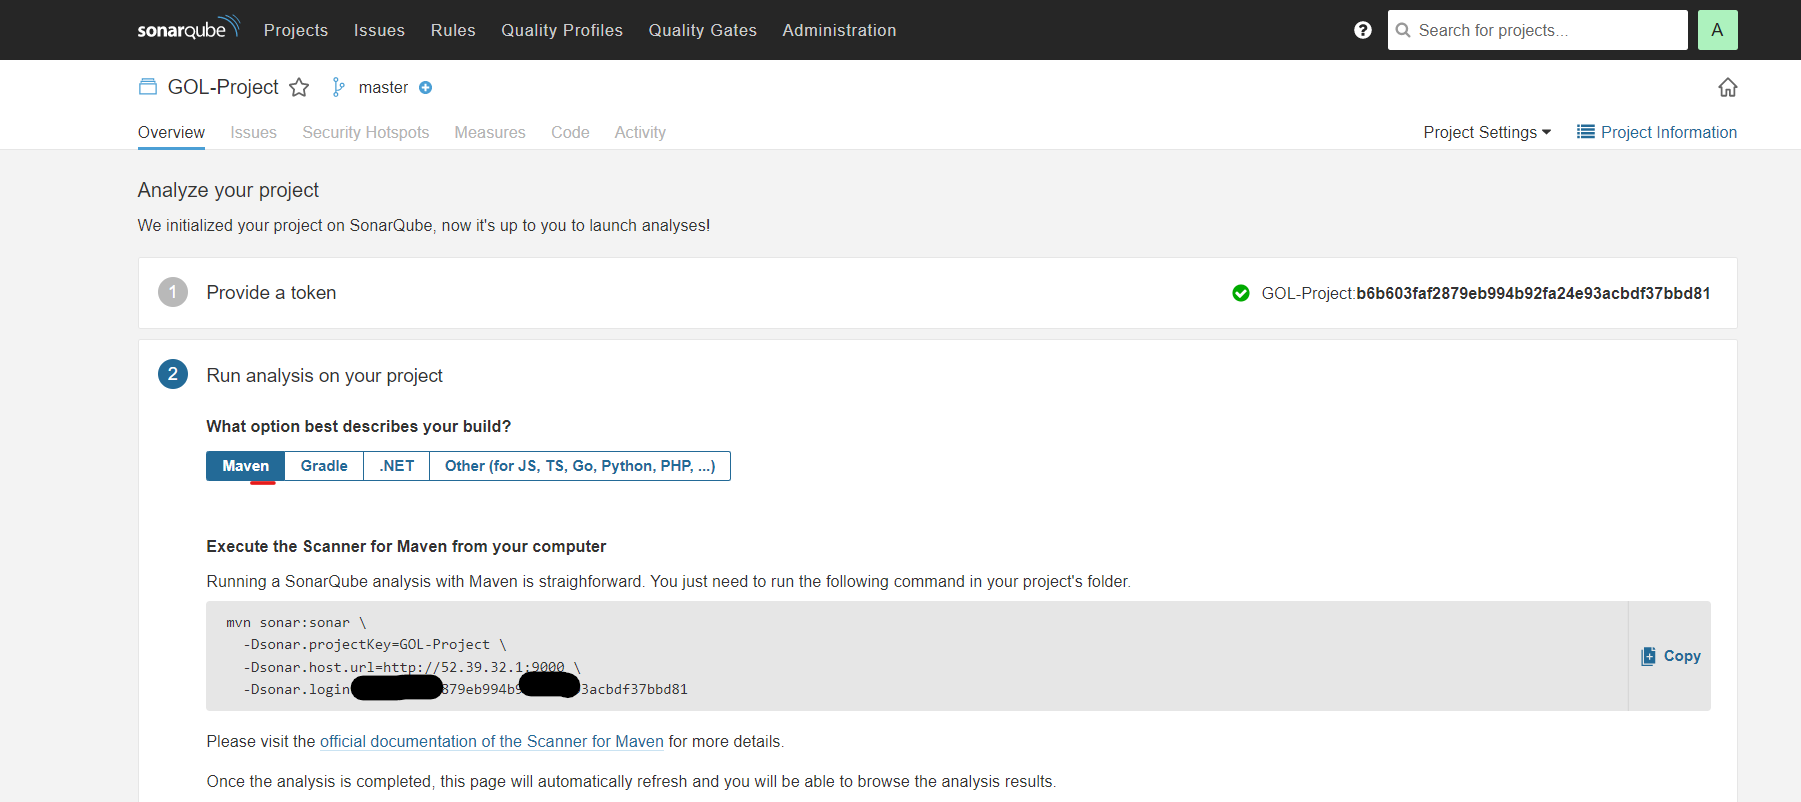 sonarqube Projects Issues Rules Quality Profiles Quality Gates Administration ? Search for projects... A
GOL-Project master
Overview Issues Security Hotspots Measures Code Activity Project Settings Project Information
Analyze your project
We initialized your project on SonarQube, now it's up to you to launch analyses!
1 Provide a token GOL-Project:b6b603faf2879eb994b92fa24e93acbdf37bbd81
2 Run analysis on your project
What option best describes your build?
Maven Gradle .NET Other (for JS, TS, Go, Python, PHP, ...)
Execute the Scanner for Maven from your computer
Running a SonarQube analysis with Maven is straighforward. You just need to run the following command in your project's folder.
mvn sonar:sonar \
-Dsonar.projectKey=GOL-Project \
-Dsonar.host.url=http://52.39.32.1:9000 \
-Dsonar.login 879eb994b9 3acbdf37bbd81
Copy
Please visit the official documentation of the Scanner for Maven for more details.
Once the analysis is completed, this page will automatically refresh and you will be able to browse the analysis results.